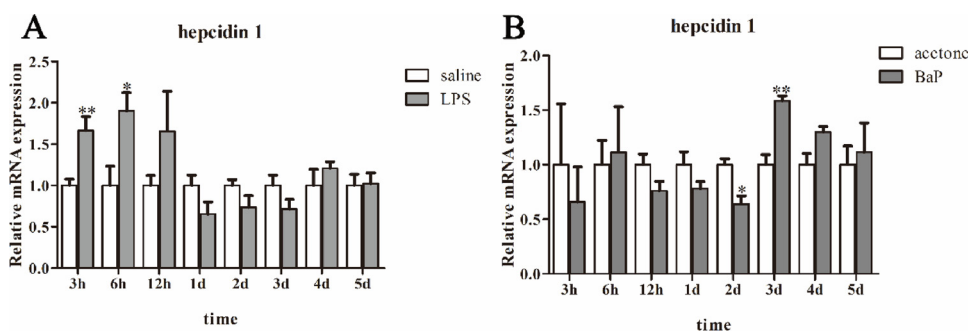 A
hepcidin 1
Relative mRNA expression
2.5
2.0
1.5
1.0
0.5
0.0
**
*
saline
LPS
3h 6h 12h 1d 2d 3d 4d 5d
time
B
hepcidin 1
Relative mRNA expression
2.0
1.5
1.0
0.5
0.0
*
**
acetone
BaP
3h 6h 12h 1d 2d 3d 4d 5d
time